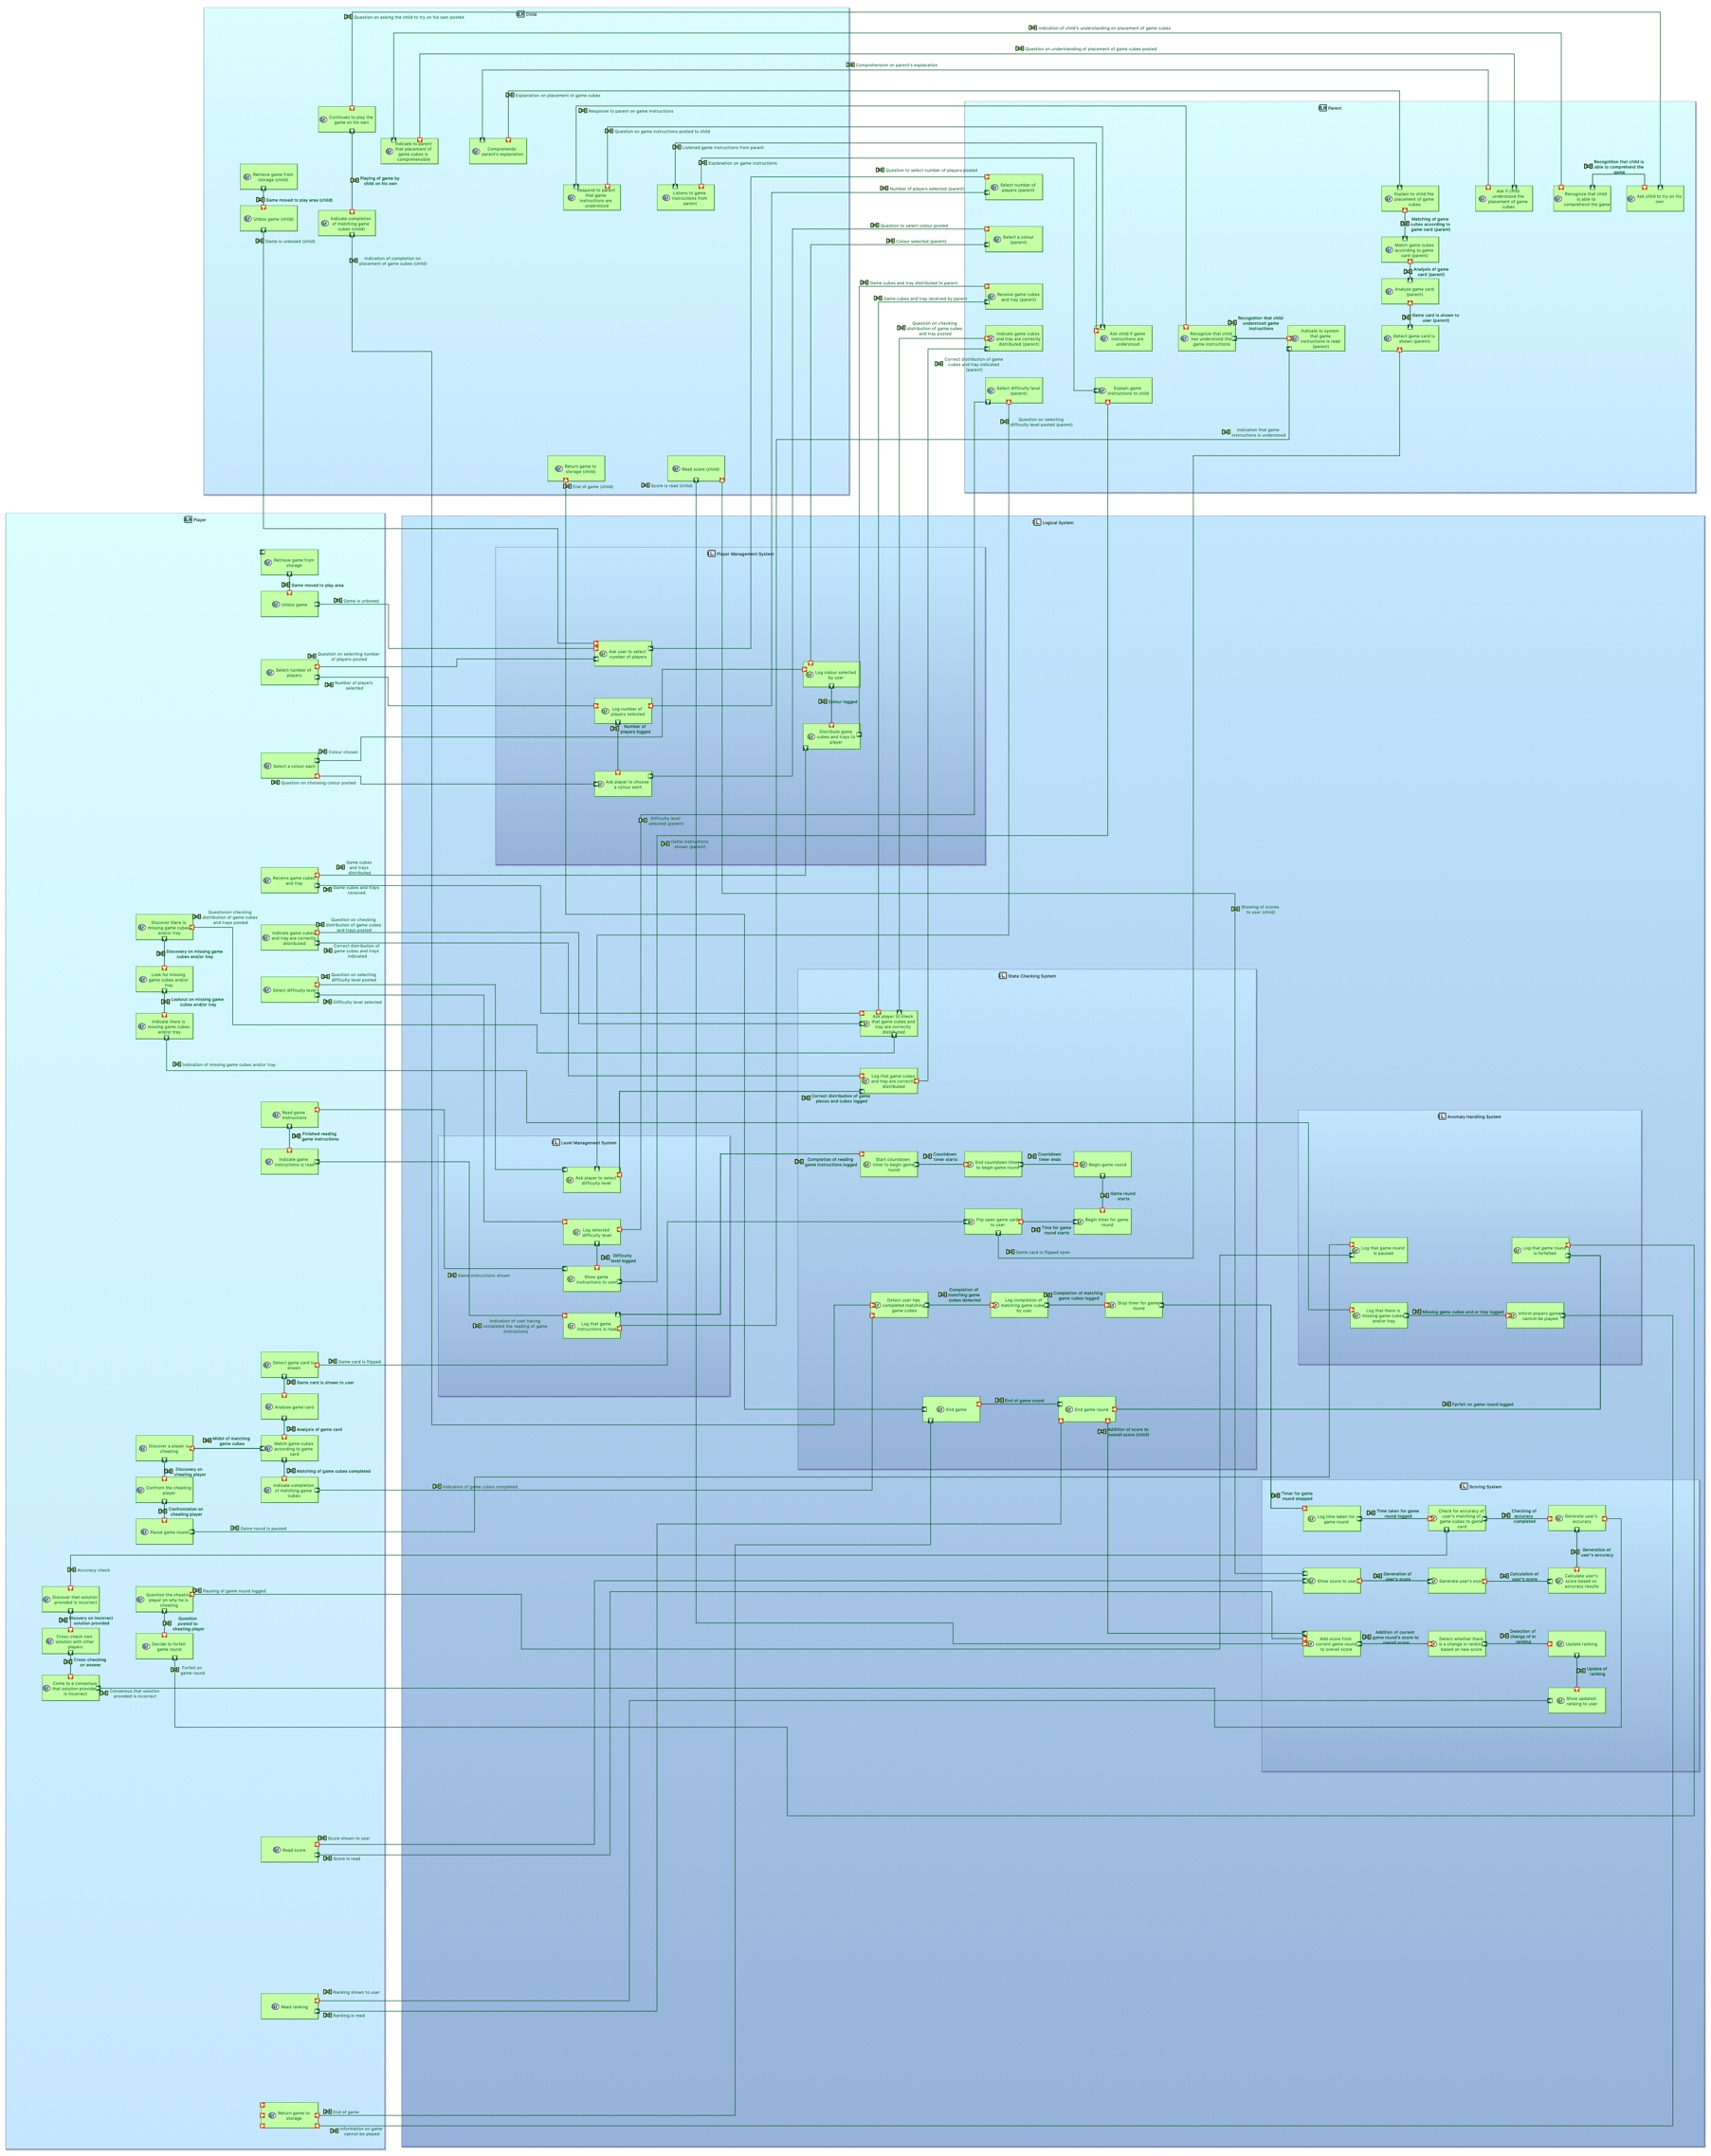 Child
Question on asking the child to try on his own posted
Indication of child's understanding on placement of game cubes
Question on understanding of placement of game cubes posted
Comprehension on parent's explanation
Explanation on placement of game cubes
Response to parent on game instructions
Parent
Continues to play the
game on his own
Question on game instructions posted to child
Indicate to parent
that placement of
game cubes is
comprehensible
Comprehends
parent's explanation
Listened game instructions from parent
Explanation on game instructions
Retrieve game from
storage (child)
Playing of game by
child on his own
Respond to parent
that game
instructions are
understood
Listens to game
instructions from
parent
Question to select number of players posted
Number of players selected (parent)
Select number of
players (parent)
Recognition that child is
able to comprehend the
game
Explain to child the
placement of game
cubes
Ask if child
understood the
placement of game
cubes
Recognize that child
is able to
comprehend the game
Ask child to try on his
own
Game moved to play area (child)
Unbox game (child)
Indicate completion
of matching game
cubes (child)
Game is unboxed (child)
Indication of completion on
placement of game cubes (child)
Question to select colour posted
Colour selected (parent)
Select a colour
(parent)
Matching of game
cubes according to
game card (parent)
Match game cubes
according to game
card (parent)
Analysis of game
card (parent)
Analyse game card
(parent)
Game card is shown to
user (parent)
Detect game card is
shown (parent)
Game cubes and tray distributed to parent
Game cubes and tray received by parent
Receive game cubes
and tray (parent)
Question on checking
distribution of game cubes
and tray posted
Indicate game cubes
and tray are correctly
distributed (parent)
Correct distribution of game
cubes and tray indicated
(parent)
Ask child if game
instructions are
understood
Recognize that child
has understood the
game instructions
Recognition that child
understood game
instructions
Indicate to system
that game
instructions is read
(parent)
Select difficulty level
(parent)
Explain game
instructions to child
Question on selecting
difficulty level posted (parent)
Indication that game
instructions is understood
Return game to
storage (child)
End of game (child)
Read score (child)
Score is read (child)
Player
Logical System
Player Management System
Retrieve game from
storage
Game moved to play area
Unbox game
Game is unboxed
Question on selecting number
of players posted
Select number of
players
Number of players
selected
Ask user to select
number of players
Log colour selected
by user
Colour logged
Log number of
players selected
Number of
players logged
Distribute game
cubes and trays to
player
Colour chosen
Select a colour each
Question on choosing colour posted
Ask player to choose
a colour each
Difficulty level
selected (parent)
Game instructions
shown (parent)
Game cubes
and trays
distributed
Receive game cubes
and tray
Game cubes and trays
received
Showing of scores
to user (child)
Discover there is
missing game cubes
and/or tray
Question on checking
distribution of game cubes
and trays posted
Question on checking
distribution of game cubes
and trays posted
Indicate game cubes
and tray are correctly
distributed
Correct distribution of
game cubes and trays
indicated
Discovery on missing game
cubes and/or tray
Look for missing
game cubes and/or
tray
Lookout on missing game
cubes and/or tray
Indicate there is
missing game cubes
and/or tray
Question on selecting
difficulty level posted
Select difficulty level
Difficulty level selected
State Checking System
Ask player to check
that game cubes and
tray are correctly
distributed
Indication of missing game cubes and/or tray
Log that game cubes
and tray are correctly
distributed
Correct distribution of game
pieces and cubes logged
Read game
instructions
Finished reading
game instructions
Indicate game
instructions is read
Level Management System
Ask player to select
difficulty level
Log selected
difficulty level
Difficulty
level logged
Show game
instructions to user
Game instructions shown
Log that game
instructions is read
Indication of user having
completed the reading of game
instructions
Completion of reading
game instructions logged
Start countdown
timer to begin game
round
Countdown
timer starts
End countdown timer
to begin game round
Countdown
timer ends
Begin game round
Game round
starts
Begin timer for game
round
Time for game
round starts
Flip open game card
to user
Game card is flipped open
Anomaly Handling System
Log that game round
is paused
Log that game round
is forfeited
Log that there is
missing game cubes
and/or tray
Missing game cubes and.or tray logged
Inform players game
cannot be played
Detect user has
completed matching
game cubes
Completion of
matching game
cubes detected
Log completion of
matching game cubes
by user
Completion of matching
game cubes logged
Stop timer for game
round
Detect game card is
shown
Game card is flipped
Game card is shown to user
Analyse game card
Analysis of game card
Match game cubes
according to game
card
Midst of matching
game cubes
Discover a player is
cheating
Discovery on
cheating player
Confront the cheating
player
Confrontation on
cheating player
Pause game round
Game round is paused
Matching of game cubes completed
Indicate completion
of matching game
cubes
Indication of game cubes completed
End game
End of game round
End game round
Addition of score to
overall score (child)
Forfeit on game round logged
Scoring System
Timer for game
round stopped
Log time taken for
game round
Time taken for game
round logged
Check for accuracy of
user's matching of
game cubes to game
card
Checking of
accuracy
completed
Generate user's
accuracy
Generation of
user's accuracy
Calculate user's
score based on
accuracy results
Calculation of
user's score
Generate user's score
Generation of
user's score
Show score to user
Add score from
current game round
to overall score
Addition of current
game round's score to
overall score
Detect whether there
is a change in ranking
based on new score
Detection of
change of in
ranking
Update ranking
Update of
ranking
Show updated
ranking to user
Accuracy check
Discover that solution
provided is incorrect
Discovery on incorrect
solution provided
Cross-check own
solution with other
players
Cross-checking
on answer
Come to a consensus
that solution provided
is incorrect
Consensus that solution
provided is incorrect
Question the cheating
player on why he is
cheating
Pausing of game round logged
Question
posted to
cheating player
Decide to forfeit
game round
Forfeit on
game round
Score shown to user
Read score
Score is read
Ranking shown to user
Read ranking
Ranking is read
Return game to
storage
End of game
Information on game
cannot be played